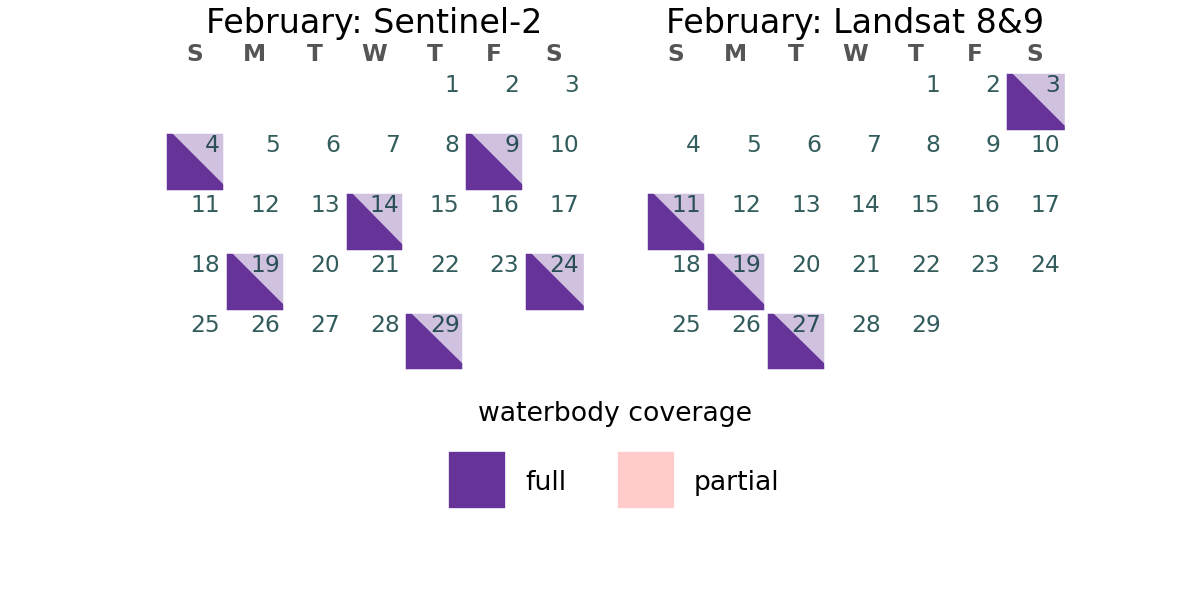 February: Sentinel-2
S M T W T F S
1 2 3
4 5 6 7 8 9 10
11 12 13 14 15 16 17
18 19 20 21 22 23 24
25 26 27 28 29
February: Landsat 8&9
S M T W T F S
1 2 3
4 5 6 7 8 9 10
11 12 13 14 15 16 17
18 19 20 21 22 23 24
25 26 27 28 29
waterbody coverage
full partial